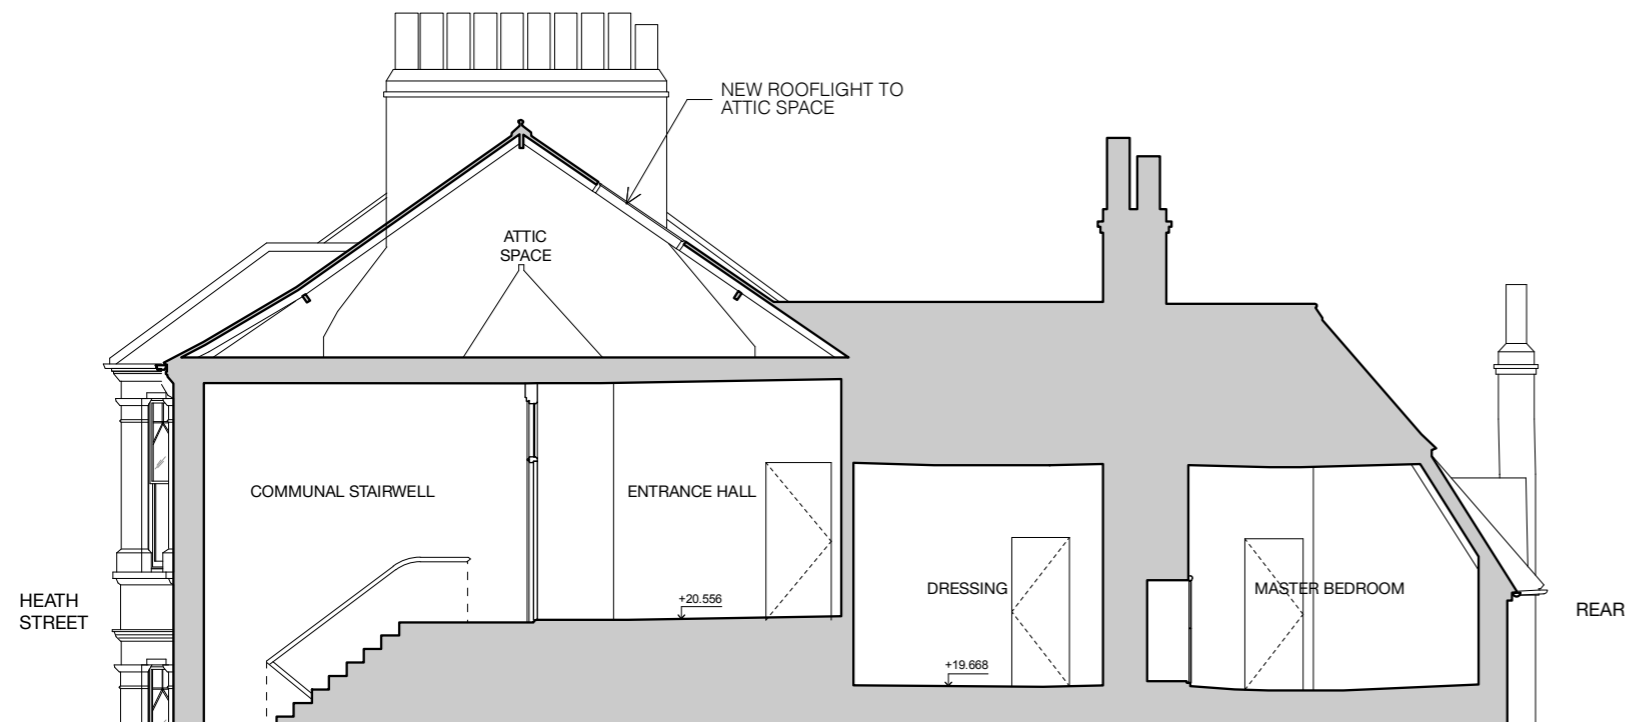 NEW ROOFLIGHT TO
ATTIC SPACE
ATTIC
SPACE
COMMUNAL STAIRWELL
ENTRANCE HALL
DRESSING
MASTER BEDROOM
HEATH
STREET
+20.556
REAR
+19.668